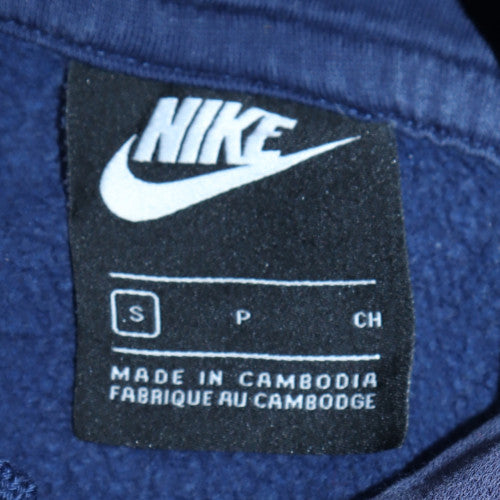 NIKE
S P CH
MADE IN CAMBODIA
FABRIQUE AU CAMBODGE